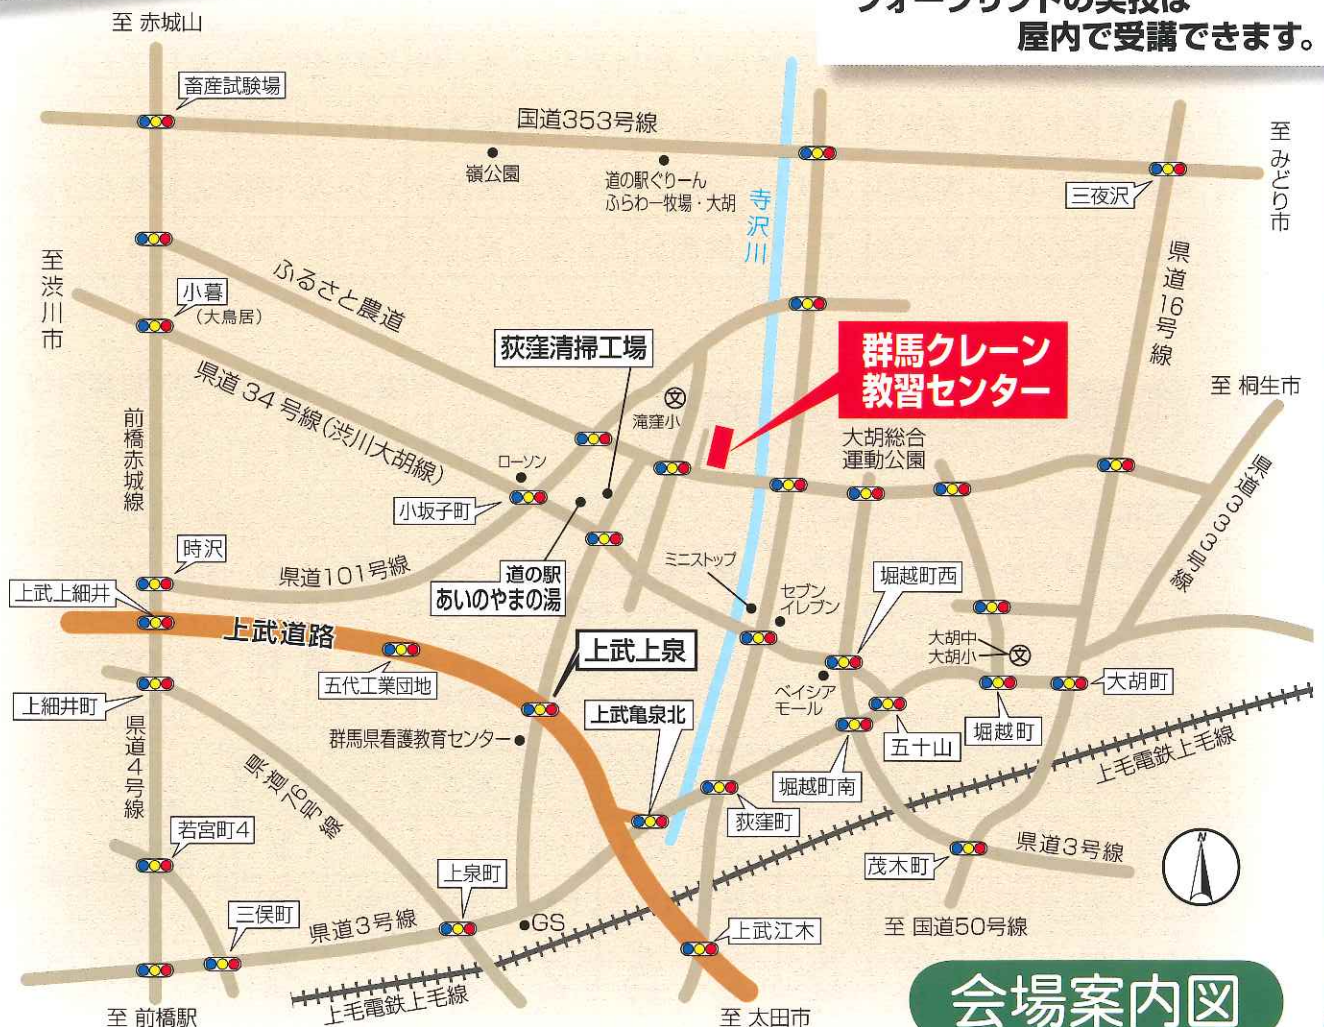 フォークリフトの実技は
屋内で受講できます。
至 赤城山
畜産試験場
国道353号線
嶺公園
道の駅ぐりーん
ふらわー牧場・大胡
寺沢川
三夜沢
至 みどり市
県道16号線
至 渋川市
小暮
(大鳥居)
ふるさと農道
県道 34 号線(渋川大胡線)
荻窪清掃工場
群馬クレーン
教習センター
滝窪小
文
大胡総合
運動公園
至 桐生市
県道333号線
前橋赤城線
ローソン
小坂子町
時沢
県道101号線
道の駅
あいのやまの湯
ミニストップ
セブン
イレブン
堀越町西
上武上細井
上武道路
五代工業団地
上武上泉
大胡中
大胡小
文
大胡町
上細井町
上武亀泉北
ベイシア
モール
五十山
堀越町
群馬県看護教育センター
県道4号線
県道76号線
堀越町南
荻窪町
上毛電鉄上毛線
若宮町4
上泉町
茂木町
県道3号線
N
三俣町
県道3号線
GS
上武江木
至 国道50号線
上毛電鉄上毛線
至 前橋駅
至 太田市
会場案内図